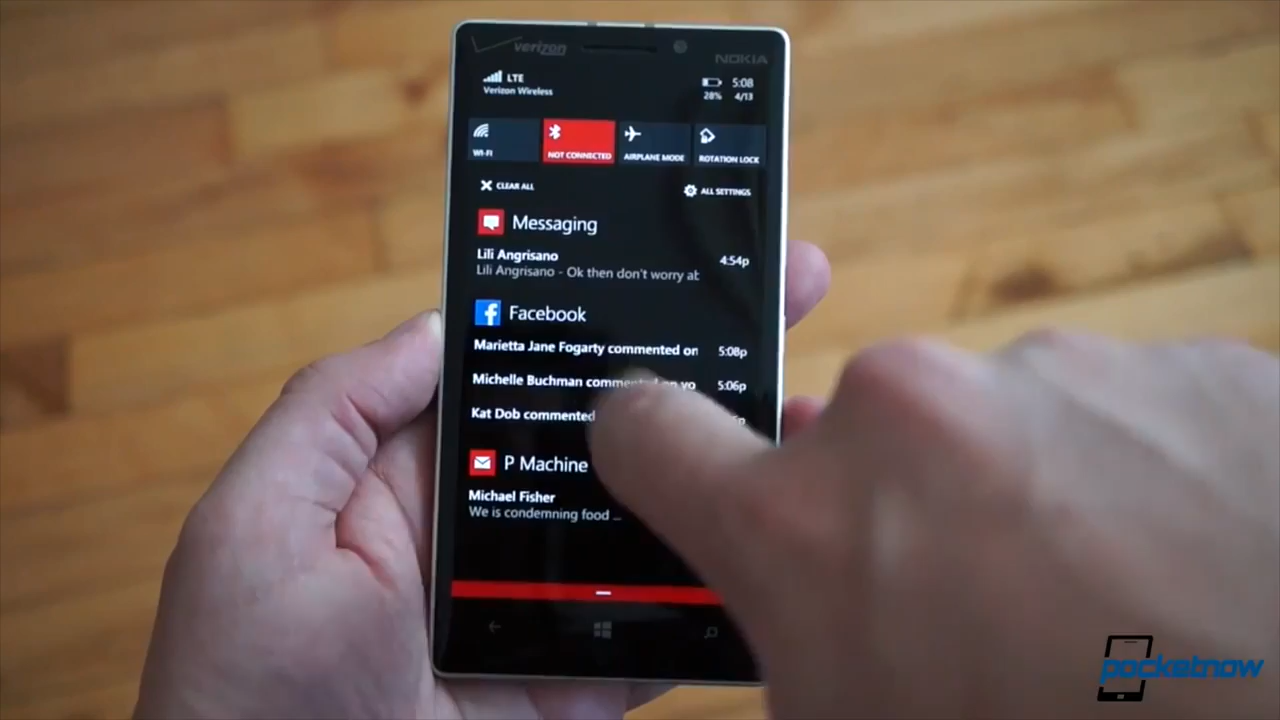 verizon
NOKIA
LTE
5:08
Verizon Wireless
28%
4/13
WI-FI
NOT CONNECTED
AIRPLANE MODE
ROTATION LOCK
CLEAR ALL
ALL SETTINGS
Messaging
Lili Angrisano
4:54p
Lili Angrisano - Ok then don't worry ab
Facebook
Marietta Jane Fogarty commented on
5:08p
Michelle Buchman commented on yo
5:06p
Kat Dob commented
P Machine
Michael Fisher
We is condemning food ...
pocketnow